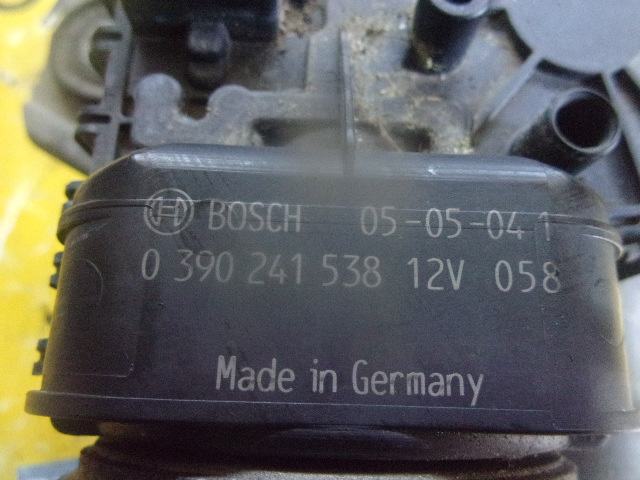 BOSCH 05-05-04 1
0 390 241 538 12V 058
Made in Germany